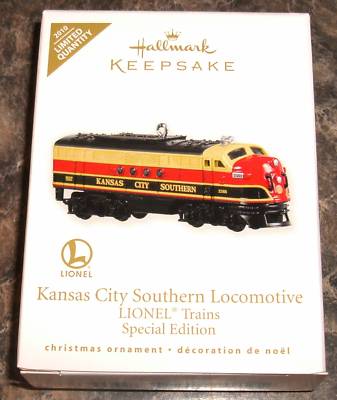 2010
LIMITED
QUANTITY
Hallmark
KEEPSAKE
KANSAS CITY SOUTHERN
L
LIONEL
Kansas City Southern Locomotive
LIONEL® Trains
Special Edition
christmas ornament • décoration de noël